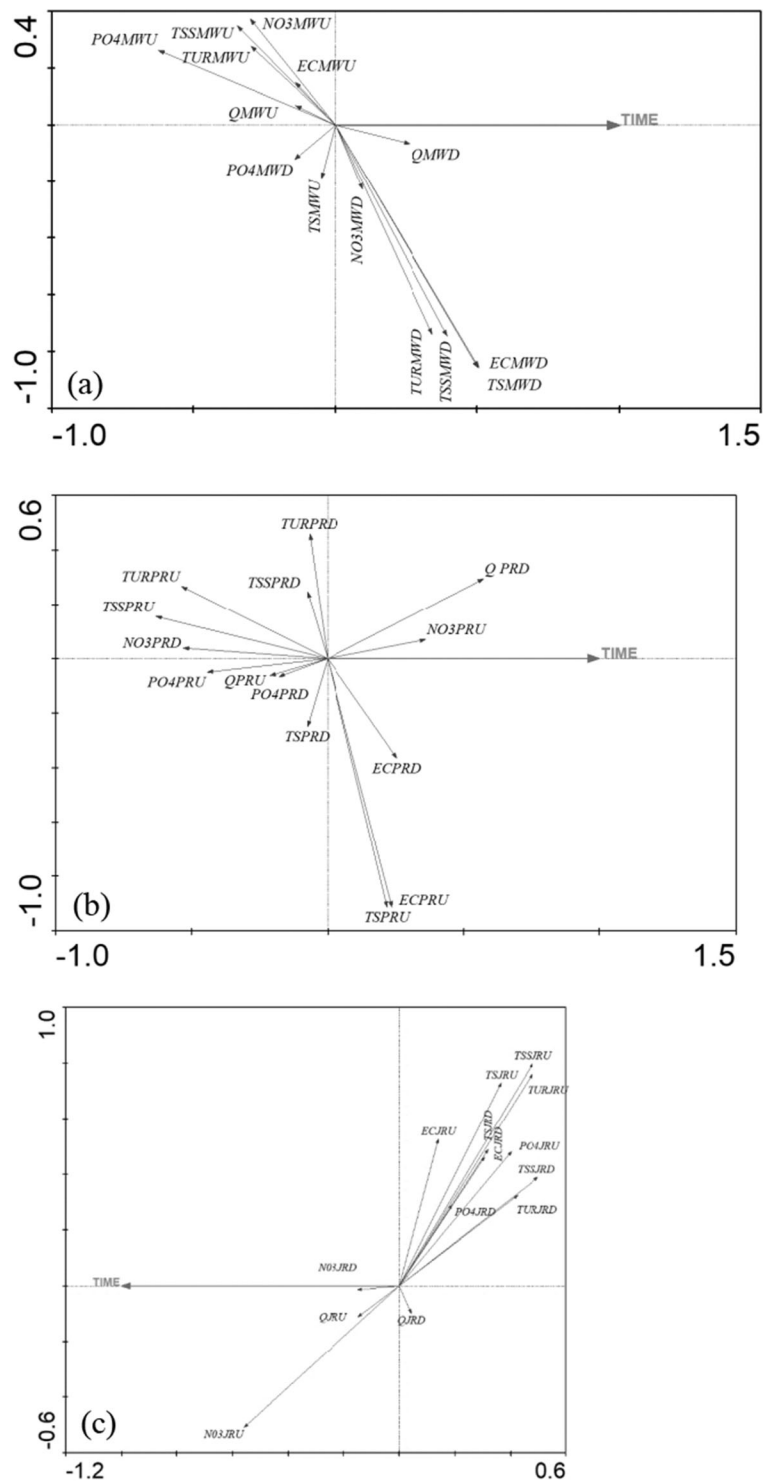 0.4
NO3MWU
TSSMWU
PO4MWU
TURMWU
ECMWU
QMWU
TIME
QMWD
PO4MWD
TSMWU
NO3MWD
TURMWD
TSSMWD
ECMWD
TSMWD
-1.0
(a)
-1.0
1.5
0.6
TURPRD
Q PRD
TURPRU
TSSPRD
TSSPRU
NO3PRU
NO3PRD
TIME
PO4PRU
QPRU
PO4PRD
TSPRD
ECPRD
ECPRU
TSPRU
-1.0
(b)
-1.0
1.5
1.0
TSSJRU
TSJRU
TURJRU
TSJRD
ECJRD
ECJRU
PO4JRU
TSSJRD
PO4JRD
TURJRD
N03JRD
TIME
QJRU
QJRD
N03JRU
-0.6
(c)
-1.2
0.6